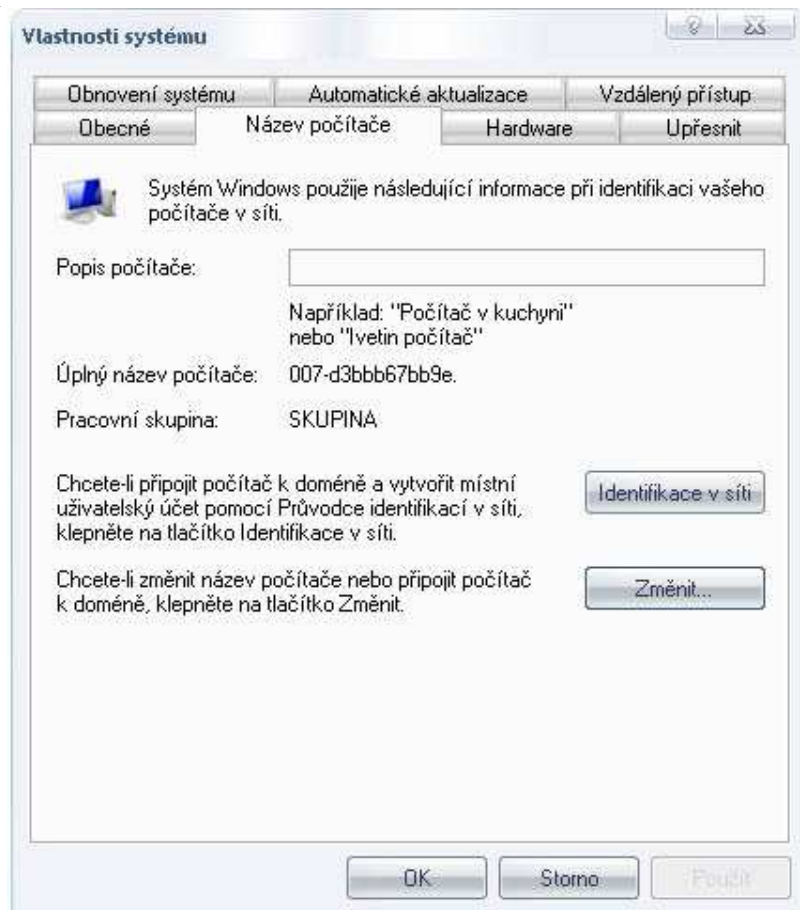 Vlastnosti systému
Obnovení systému
Automatické aktualizace
Vzdálený přístup
Obecné
Název počítače
Hardware
Upřesnit
Systém Windows použije následující informace při identifikaci vašeho
počítače v síti.
Popis počítače:
Například: "Počítač v kuchyni"
nebo "Ivetin počítač"
Úplný název počítače:
007-d3bbb67bb9e.
Pracovní skupina:
SKUPINA
Chcete-li připojit počítač k doméně a vytvořit místní
uživatelský účet pomocí Průvodce identifikací v síti,
klepněte na tlačítko Identifikace v síti.
Identifikace v síti
Chcete-li změnit název počítače nebo připojit počítač
k doméně, klepněte na tlačítko Změnit.
Změnit...
OK
Storno
Použít